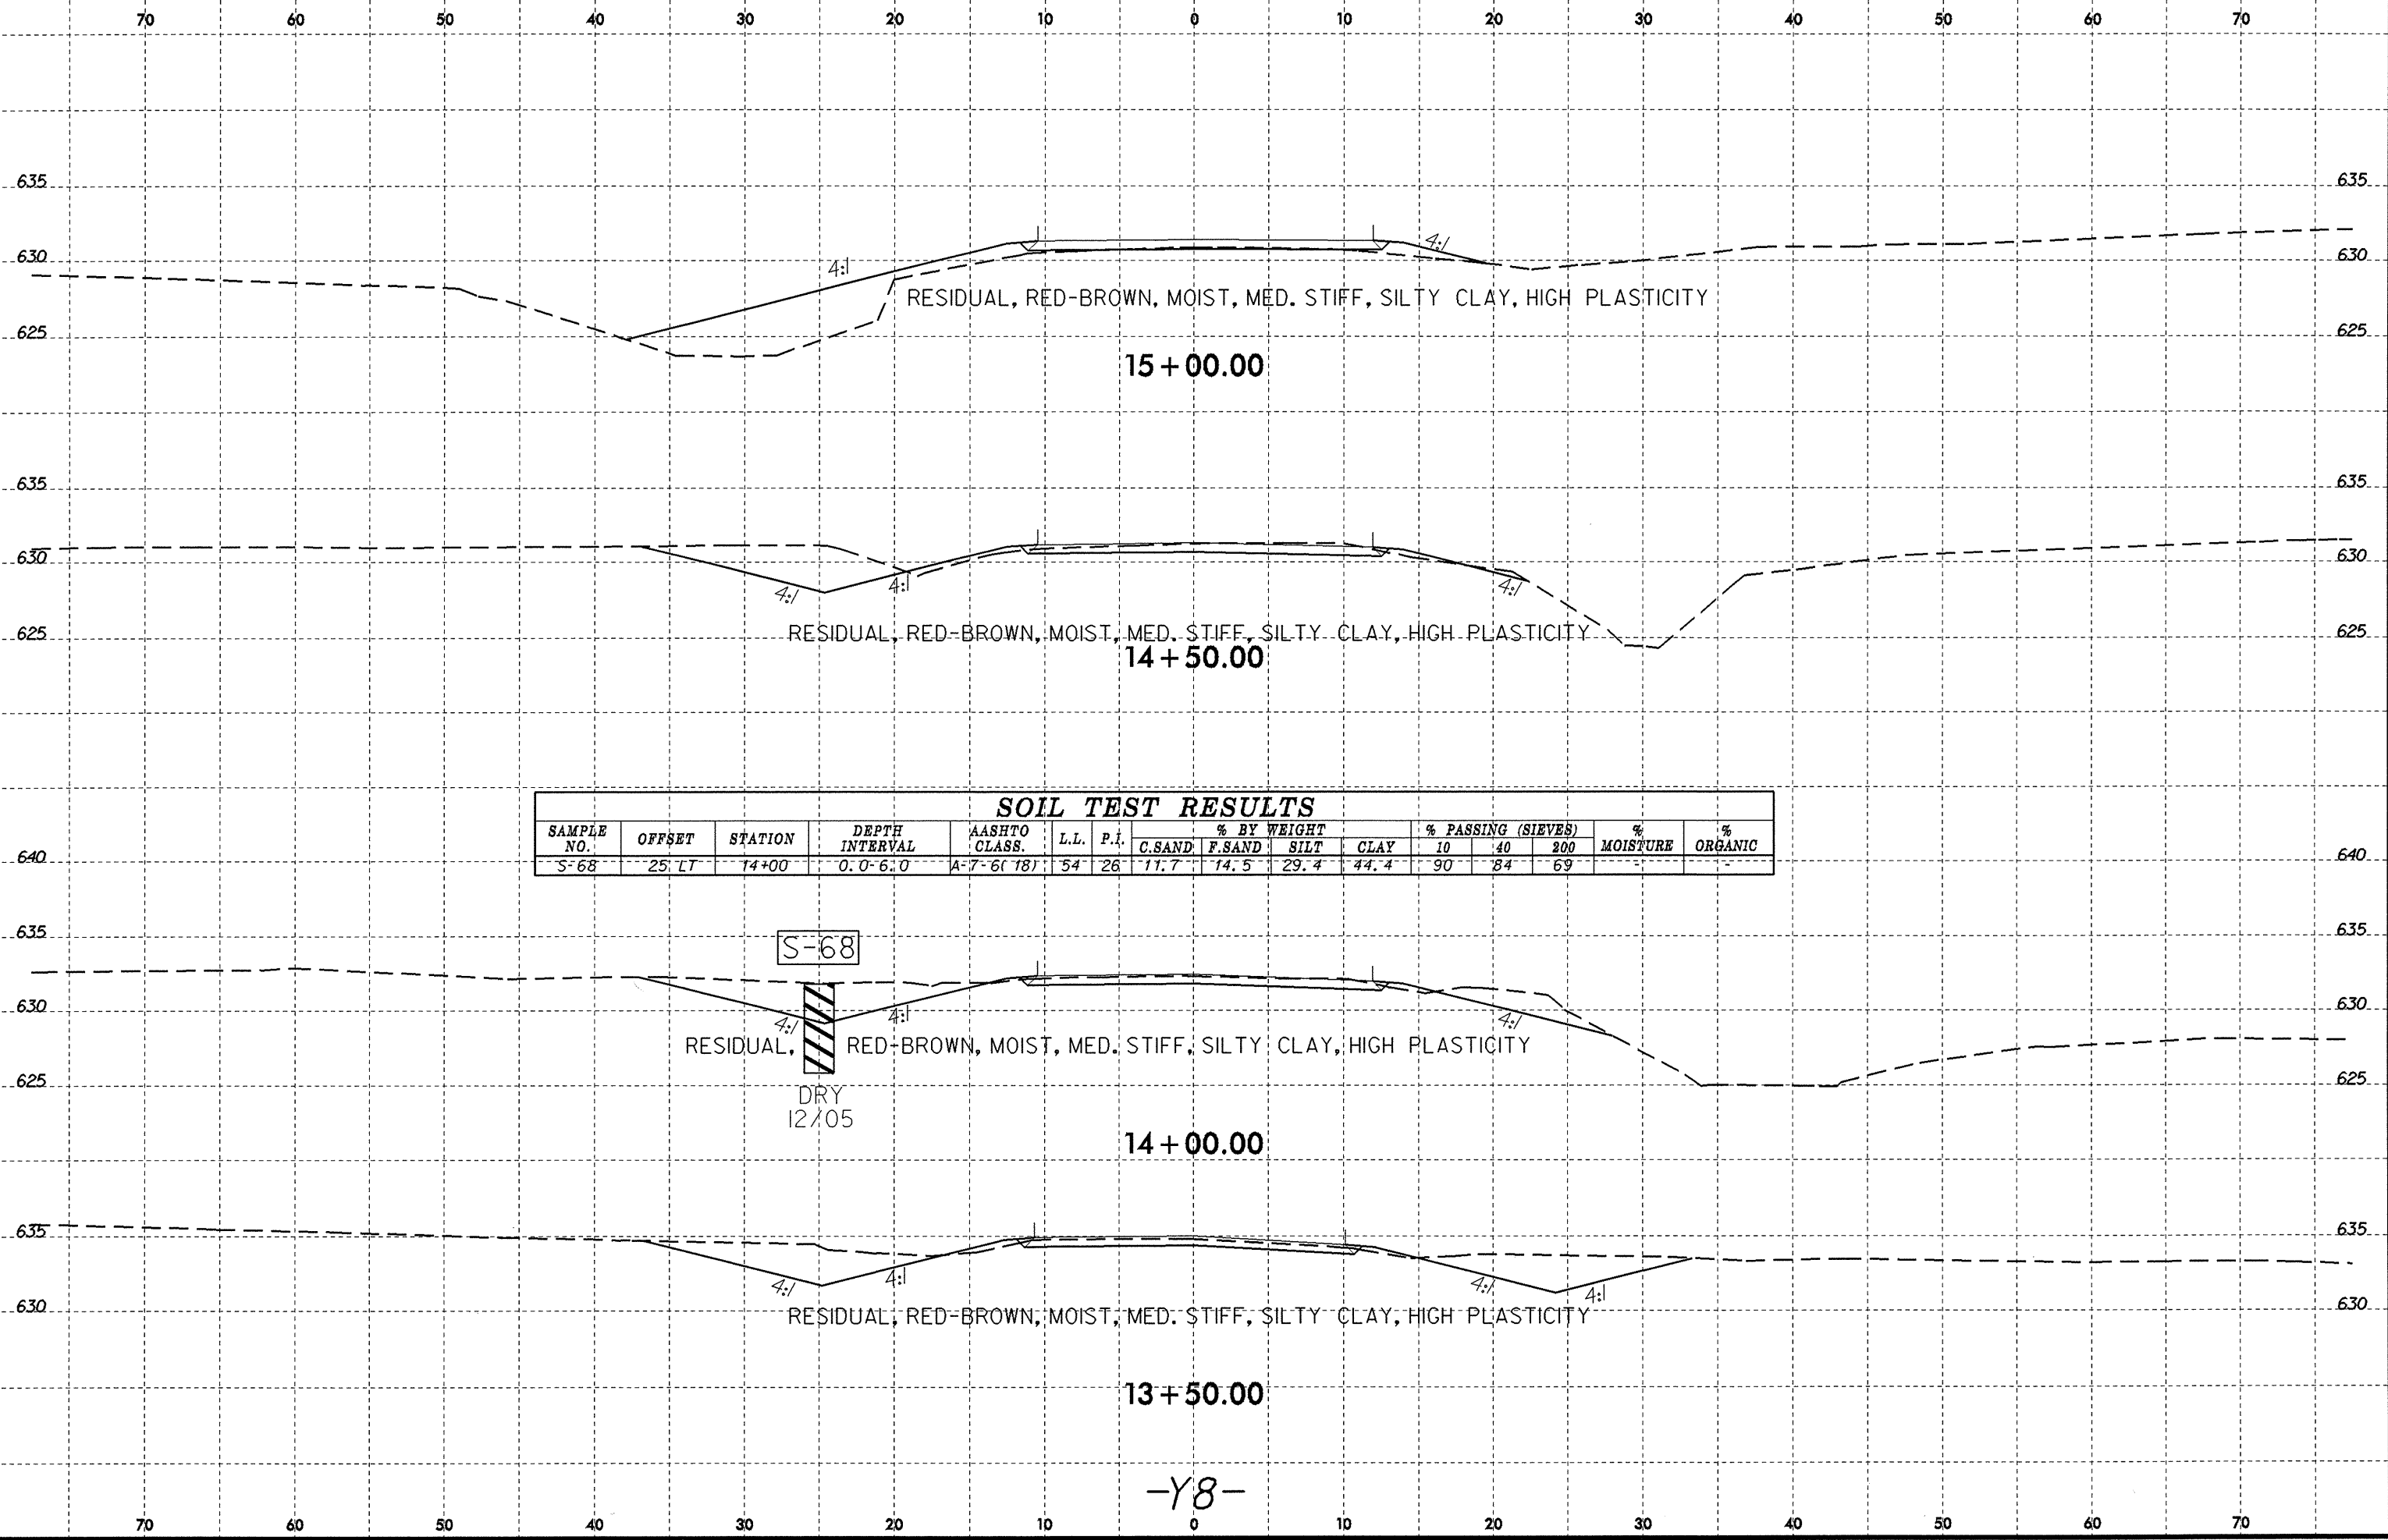 70 60 50 40 30 20 10 0 10 20 30 40 50 60 70
635 635
4:1
630 4:1 630
RESIDUAL, RED-BROWN, MOIST, MED. STIFF, SILTY CLAY, HIGH PLASTICITY
625 625
15+00.00
635 635
630 630
4:1 4:1 4:1
625 RESIDUAL, RED-BROWN, MOIST, MED. STIFF, SILTY CLAY, HIGH PLASTICITY 625
14+50.00
SOIL TEST RESULTS
SAMPLE NO. OFFSET STATION DEPTH INTERVAL AASHTO CLASS. L.L. P.I. % BY WEIGHT % PASSING (SIEVES) % MOISTURE % ORGANIC
C.SAND F.SAND SILT CLAY 10 40 200
640 640
S-68 25 LT 14+00 0.0-6.0 A-7-6(18) 54 26 11.7 14.5 29.4 44.4 90 84 69 - -
635 635
S-68
630 630
4:1 4:1 4:1
RESIDUAL, RED-BROWN, MOIST, MED. STIFF, SILTY CLAY, HIGH PLASTICITY
625 625
DRY
12/05
14+00.00
635 635
4:1 4:1 4:1 4:1
630 630
RESIDUAL, RED-BROWN, MOIST, MED. STIFF, SILTY CLAY, HIGH PLASTICITY
13+50.00
-Y8-
70 60 50 40 30 20 10 0 10 20 30 40 50 60 70